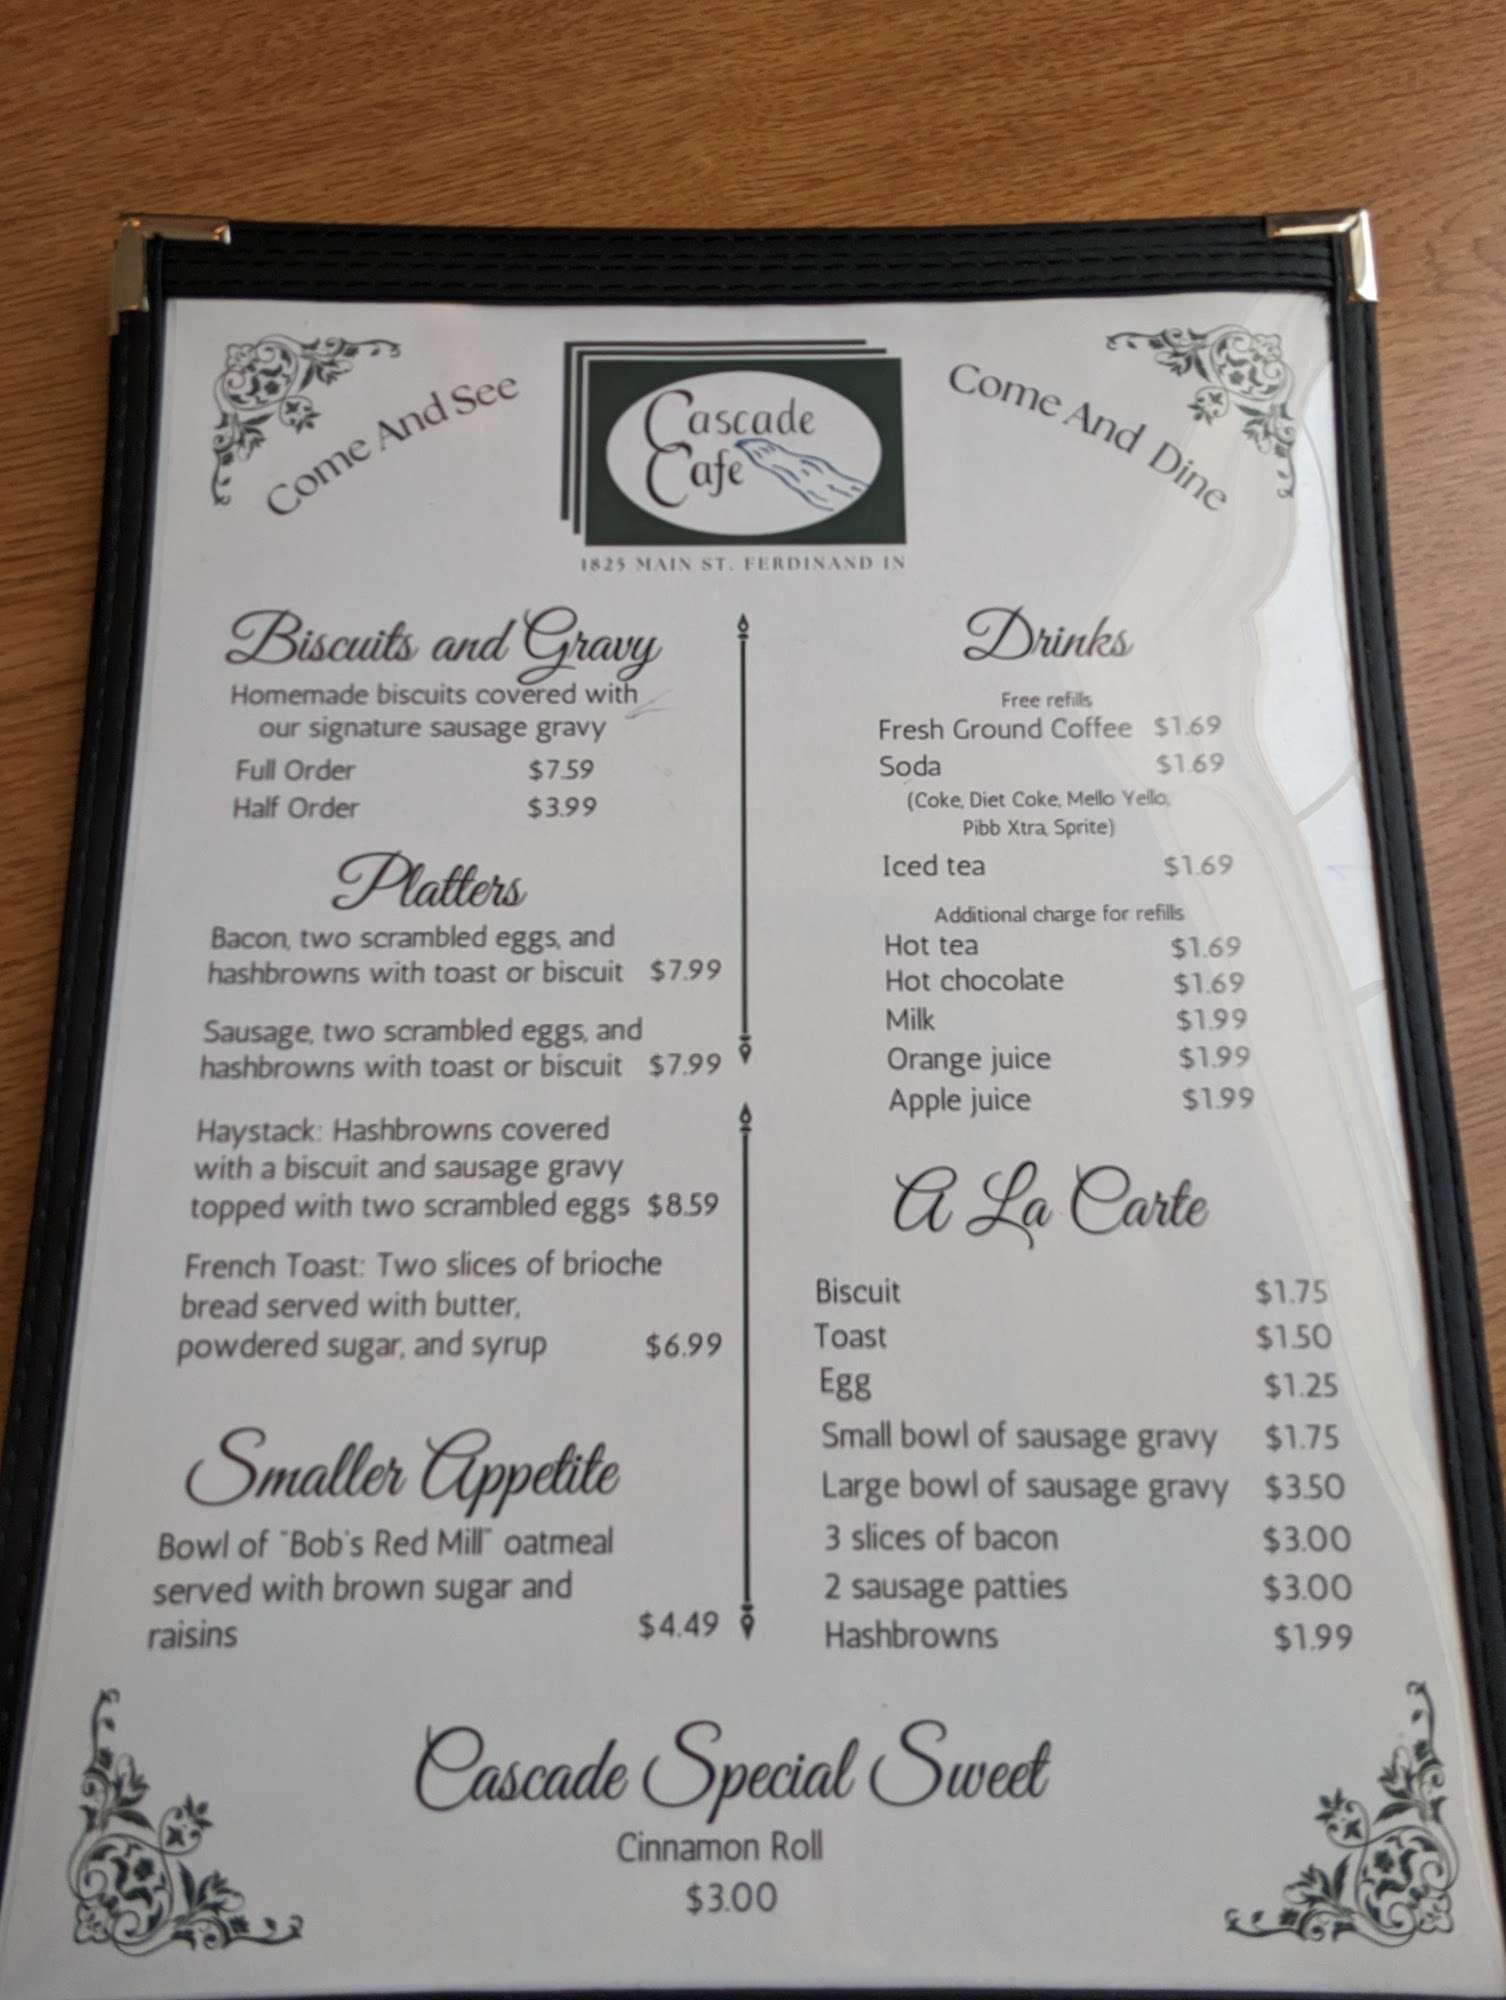 Come And See
Cascade
Cafe
Come And Dine
1825 MAIN ST. FERDINAND IN
Biscuits and Gravy
Homemade biscuits covered with
our signature sausage gravy
Full Order $7.59
Half Order $3.99
Platters
Bacon, two scrambled eggs, and
hashbrowns with toast or biscuit $7.99
Sausage, two scrambled eggs, and
hashbrowns with toast or biscuit $7.99
Haystack: Hashbrowns covered
with a biscuit and sausage gravy
topped with two scrambled eggs $8.59
French Toast: Two slices of brioche
bread served with butter,
powdered sugar, and syrup $6.99
Smaller Appetite
Bowl of "Bob's Red Mill" oatmeal
served with brown sugar and
raisins $4.49
Drinks
Free refills
Fresh Ground Coffee $1.69
Soda $1.69
(Coke, Diet Coke, Mello Yello,
Pibb Xtra, Sprite)
Iced tea $1.69
Additional charge for refills
Hot tea $1.69
Hot chocolate $1.69
Milk $1.99
Orange juice $1.99
Apple juice $1.99
A La Carte
Biscuit $1.75
Toast $1.50
Egg $1.25
Small bowl of sausage gravy $1.75
Large bowl of sausage gravy $3.50
3 slices of bacon $3.00
2 sausage patties $3.00
Hashbrowns $1.99
Cascade Special Sweet
Cinnamon Roll
$3.00